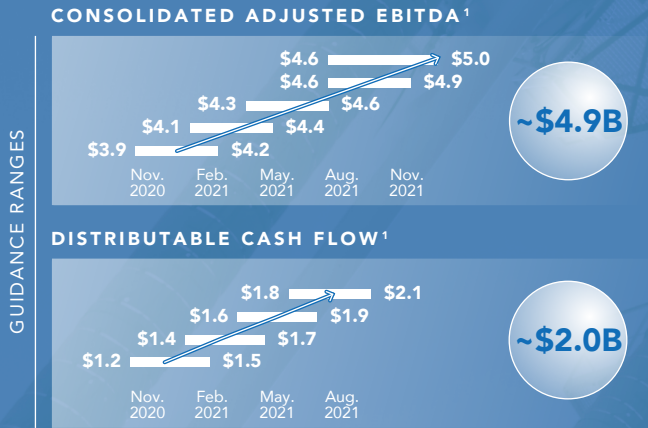 CONSOLIDATED ADJUSTED EBITDA¹
GUIDANCE RANGES
$4.6 $5.0
$4.6 $4.9
$4.3 $4.6
$4.1 $4.4
$3.9 $4.2
~$4.9B
Nov. Feb. May. Aug. Nov.
2020 2021 2021 2021 2021
DISTRIBUTABLE CASH FLOW¹
$1.8 $2.1
$1.6 $1.9
$1.4 $1.7
$1.2 $1.5
~$2.0B
Nov. Feb. May. Aug.
2020 2021 2021 2021